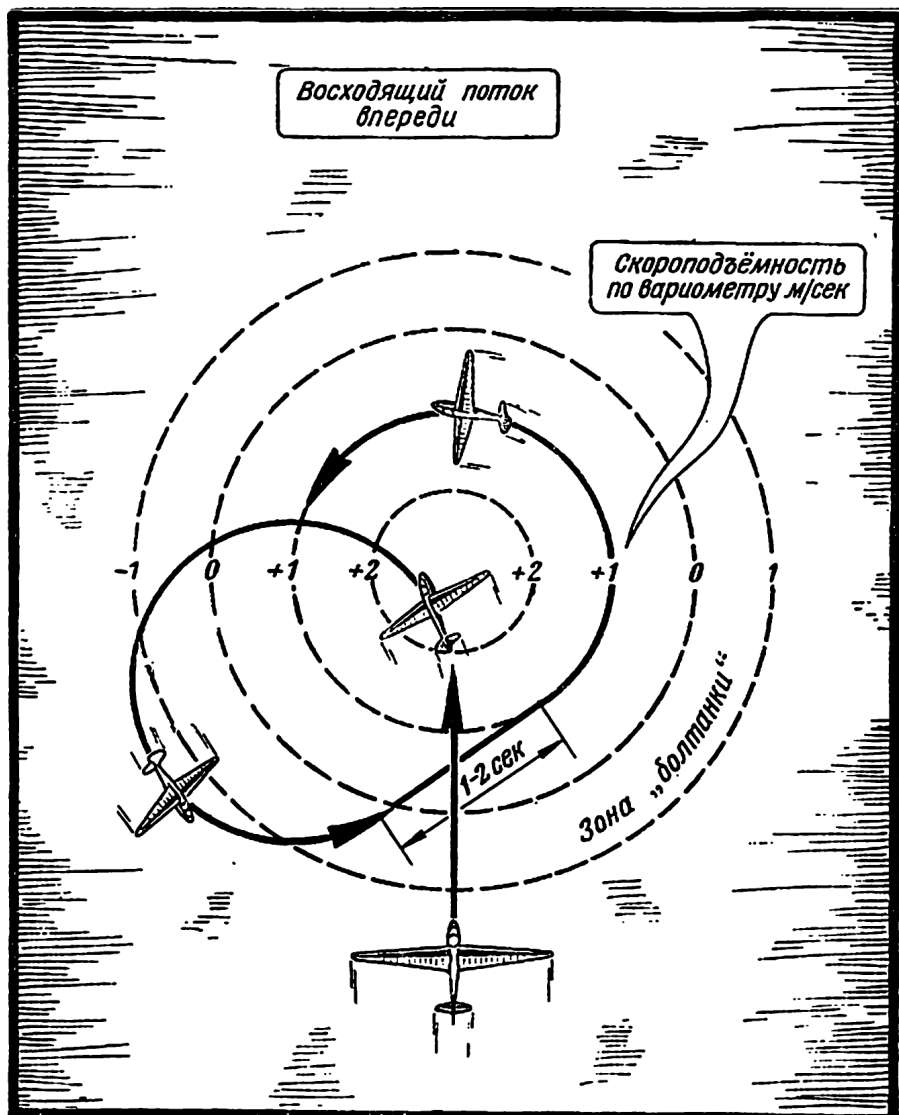 Восходящий поток
впереди
Скороподъёмность
по вариометру м/сек
-1 0 +1 +2 +2 +1 0 1
1-2 сек
Зона „болтанки“